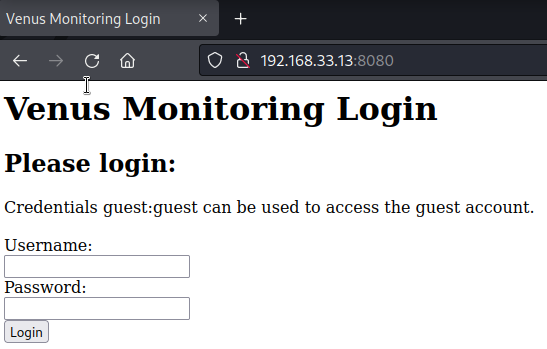 Venus Monitoring Login
192.168.33.13:8080
Venus Monitoring Login
Please login:
Credentials guest:guest can be used to access the guest account.
Username:
Password:
Login